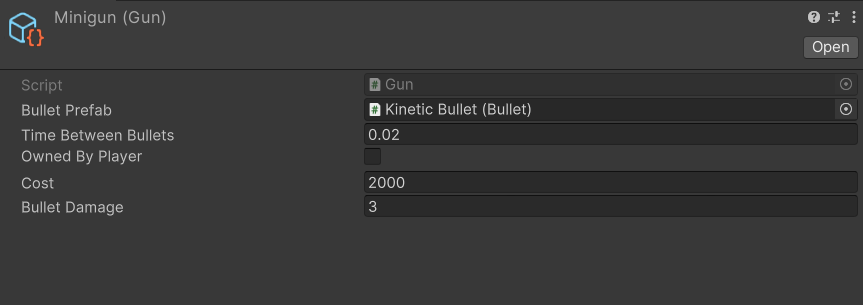 Minigun (Gun)
Open
Script Gun
Bullet Prefab Kinetic Bullet (Bullet)
Time Between Bullets 0.02
Owned By Player
Cost 2000
Bullet Damage 3